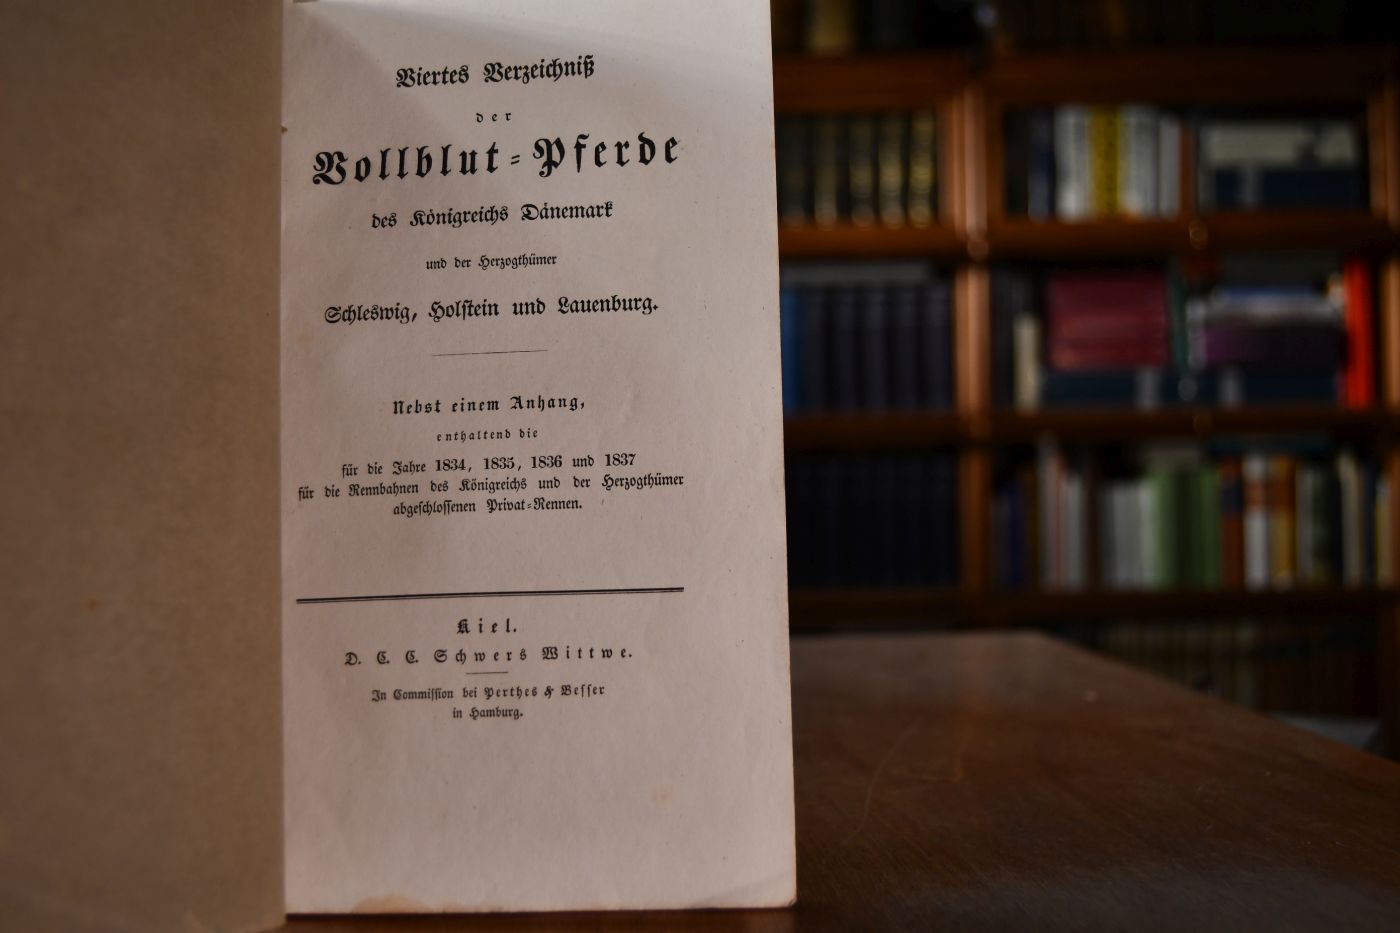 Viertes Verzeichniß
der
Vollblut-Pferde
des Königreichs Dänemark
und der Herzogthümer
Schleswig, Holstein und Lauenburg.
Nebst einem Anhang,
enthaltend die
für die Jahre 1834, 1835, 1836 und 1837
für die Rennbahnen des Königreichs und der Herzogthümer
abgeschlossenen Privat-Rennen.
Kiel.
D. C. C. Schwers Wittwe.
In Commission bei Perthes & Besser
in Hamburg.